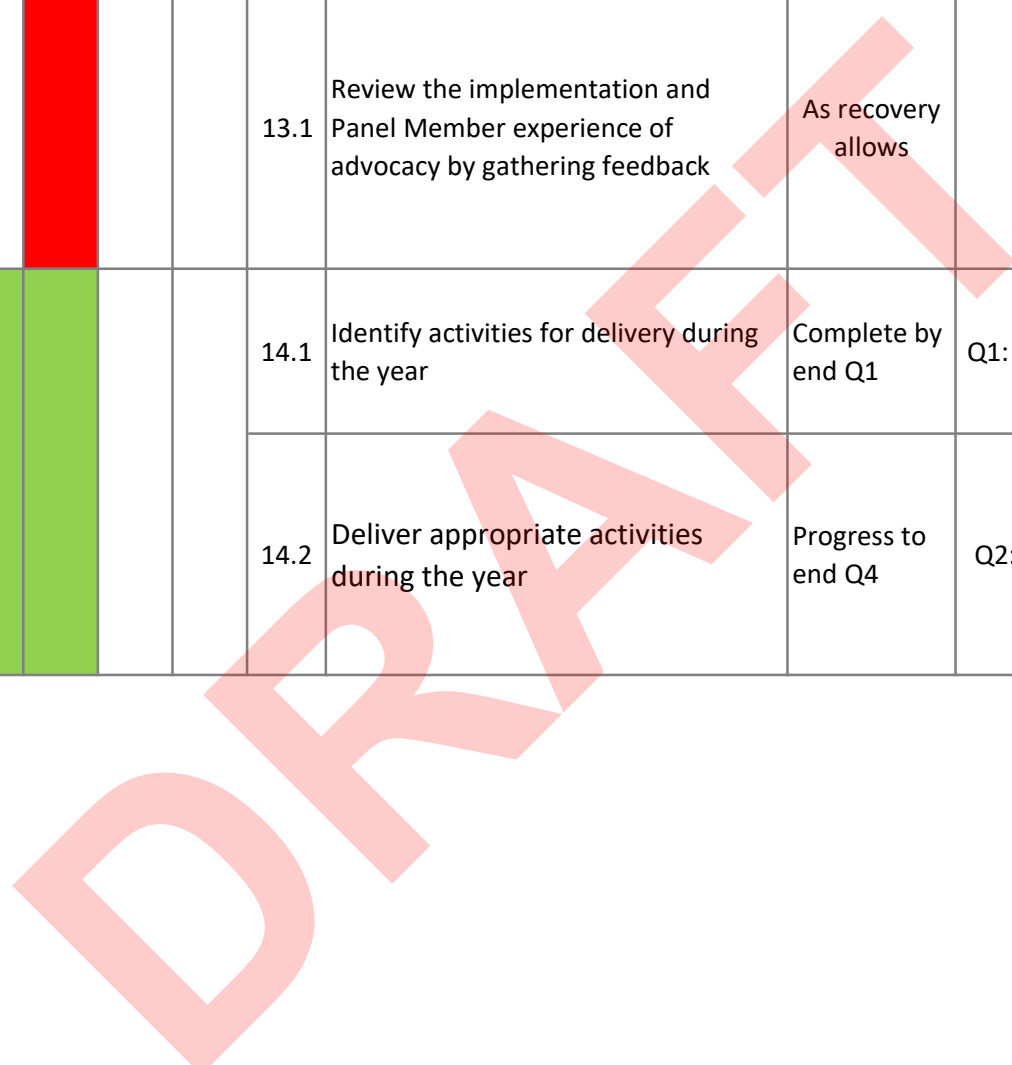 13.1
Review the implementation and
Panel Member experience of
advocacy by gathering feedback
As recovery
allows
14.1
Identify activities for delivery during
the year
Complete by
end Q1
Q1:
14.2
Deliver appropriate activities
during the year
Progress to
end Q4
Q2:
DRAFT